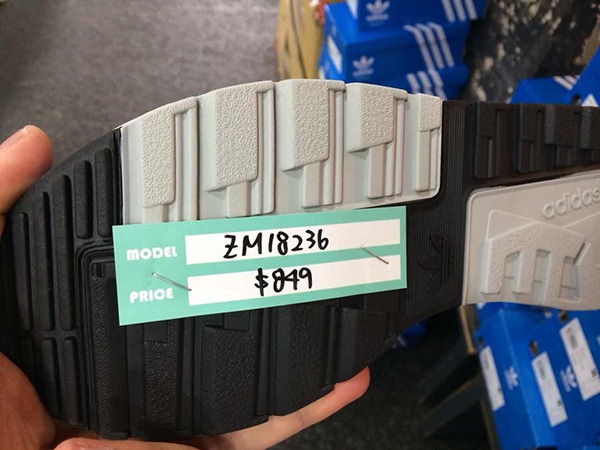 MODEL ZM18236
PRICE $849
adidas